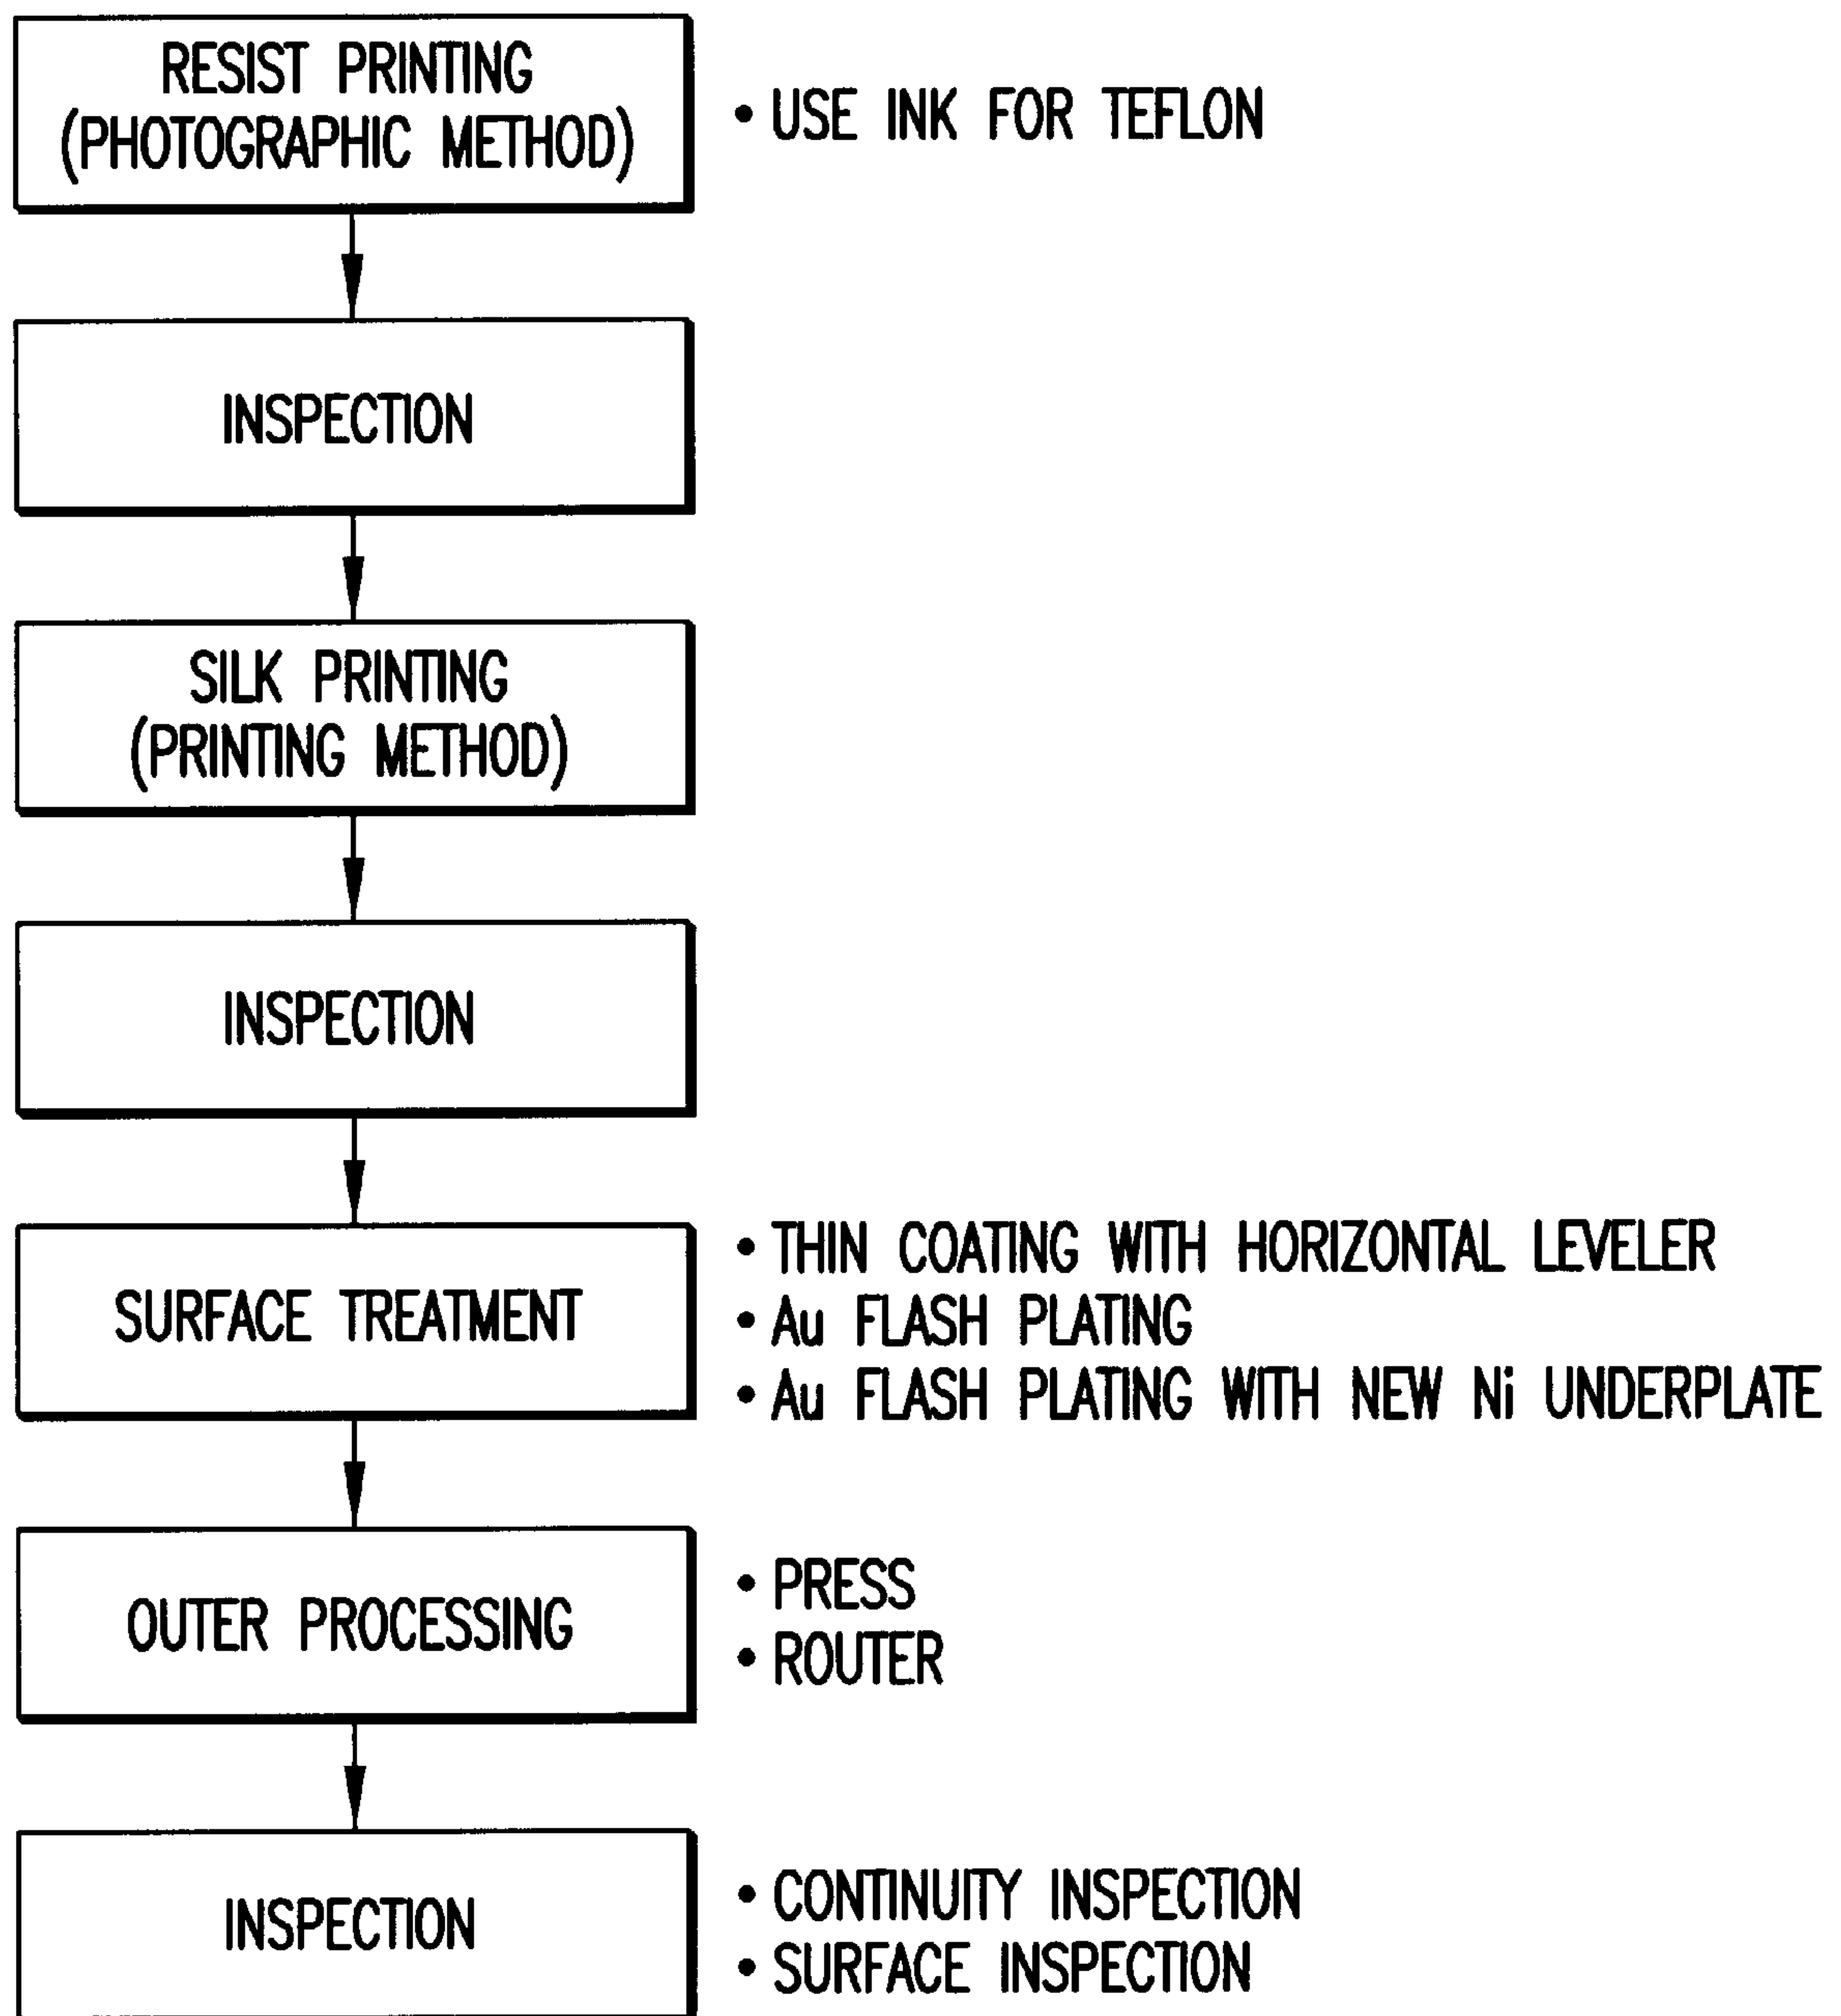 RESIST PRINTING
(PHOTOGRAPHIC METHOD)
• USE INK FOR TEFLON
INSPECTION
SILK PRINTING
(PRINTING METHOD)
INSPECTION
SURFACE TREATMENT
• THIN COATING WITH HORIZONTAL LEVELER
• Au FLASH PLATING
• Au FLASH PLATING WITH NEW Ni UNDERPLATE
OUTER PROCESSING
• PRESS
• ROUTER
INSPECTION
• CONTINUITY INSPECTION
• SURFACE INSPECTION